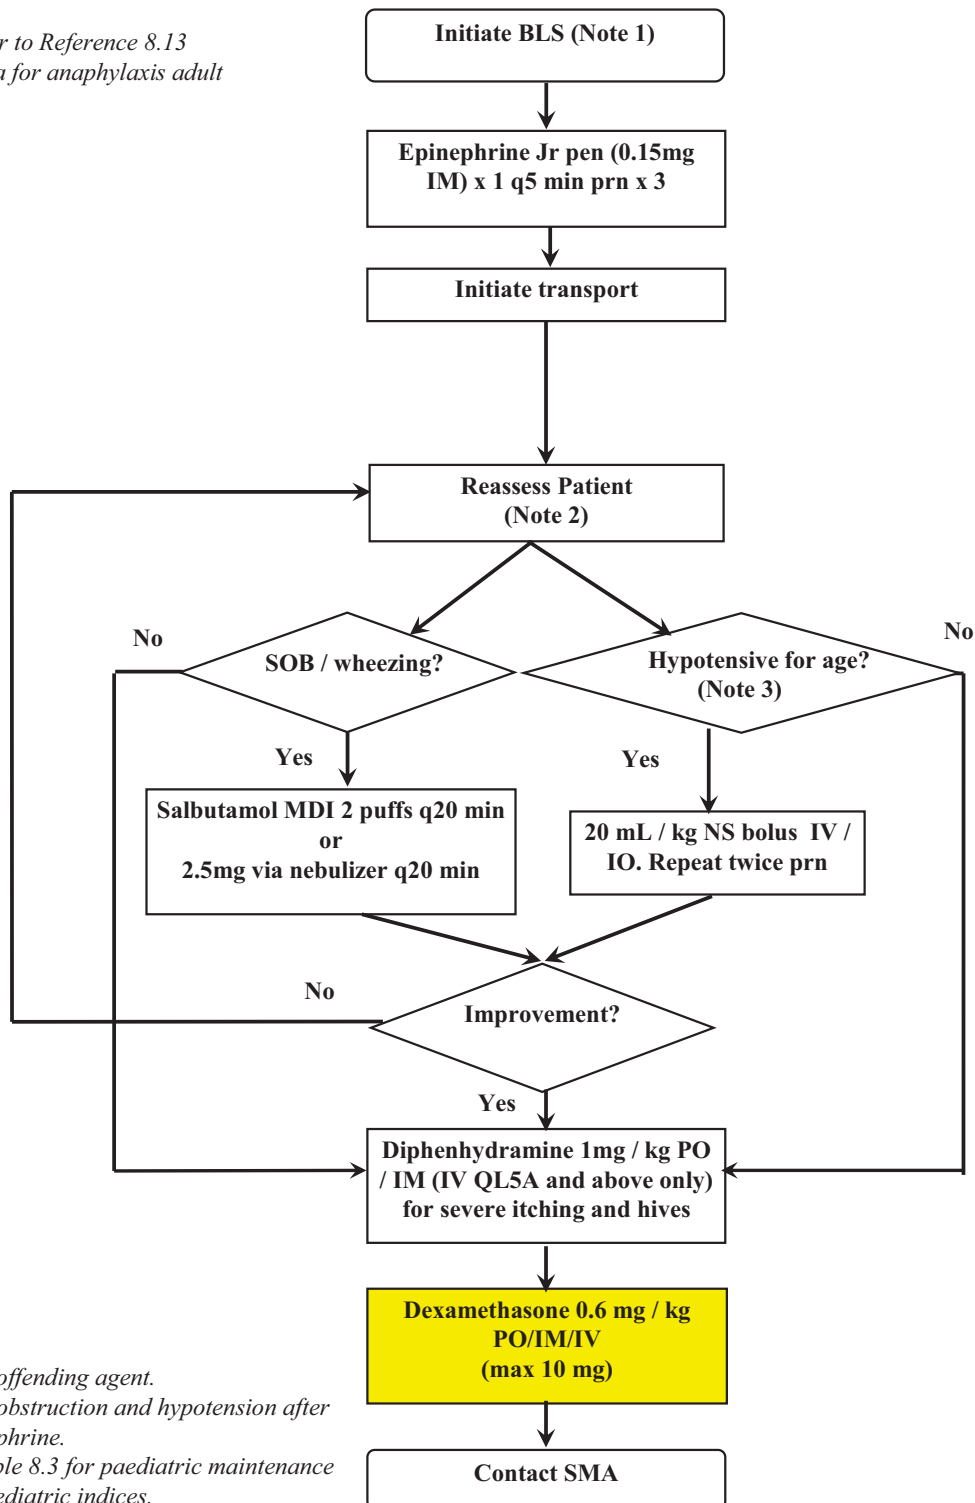 Initiate BLS (Note 1)
to Reference 8.13
for anaphylaxis adult
Epinephrine Jr pen (0.15mg
IM) x 1 q5 min prn x 3
Initiate transport
Reassess Patient
(Note 2)
No
SOB / wheezing?
Hypotensive for age?
(Note 3)
No
Yes
Yes
Salbutamol MDI 2 puffs q20 min
or
2.5mg via nebulizer q20 min
20 mL / kg NS bolus IV /
IO. Repeat twice prn
No
Improvement?
Yes
Diphenhydramine 1mg / kg PO
/ IM (IV QL5A and above only)
for severe itching and hives
Dexamethasone 0.6 mg / kg
PO/IM/IV
(max 10 mg)
offending agent.
obstruction and hypotension after
phrine.
ble 8.3 for paediatric maintenance
ediatric indices.
Contact SMA